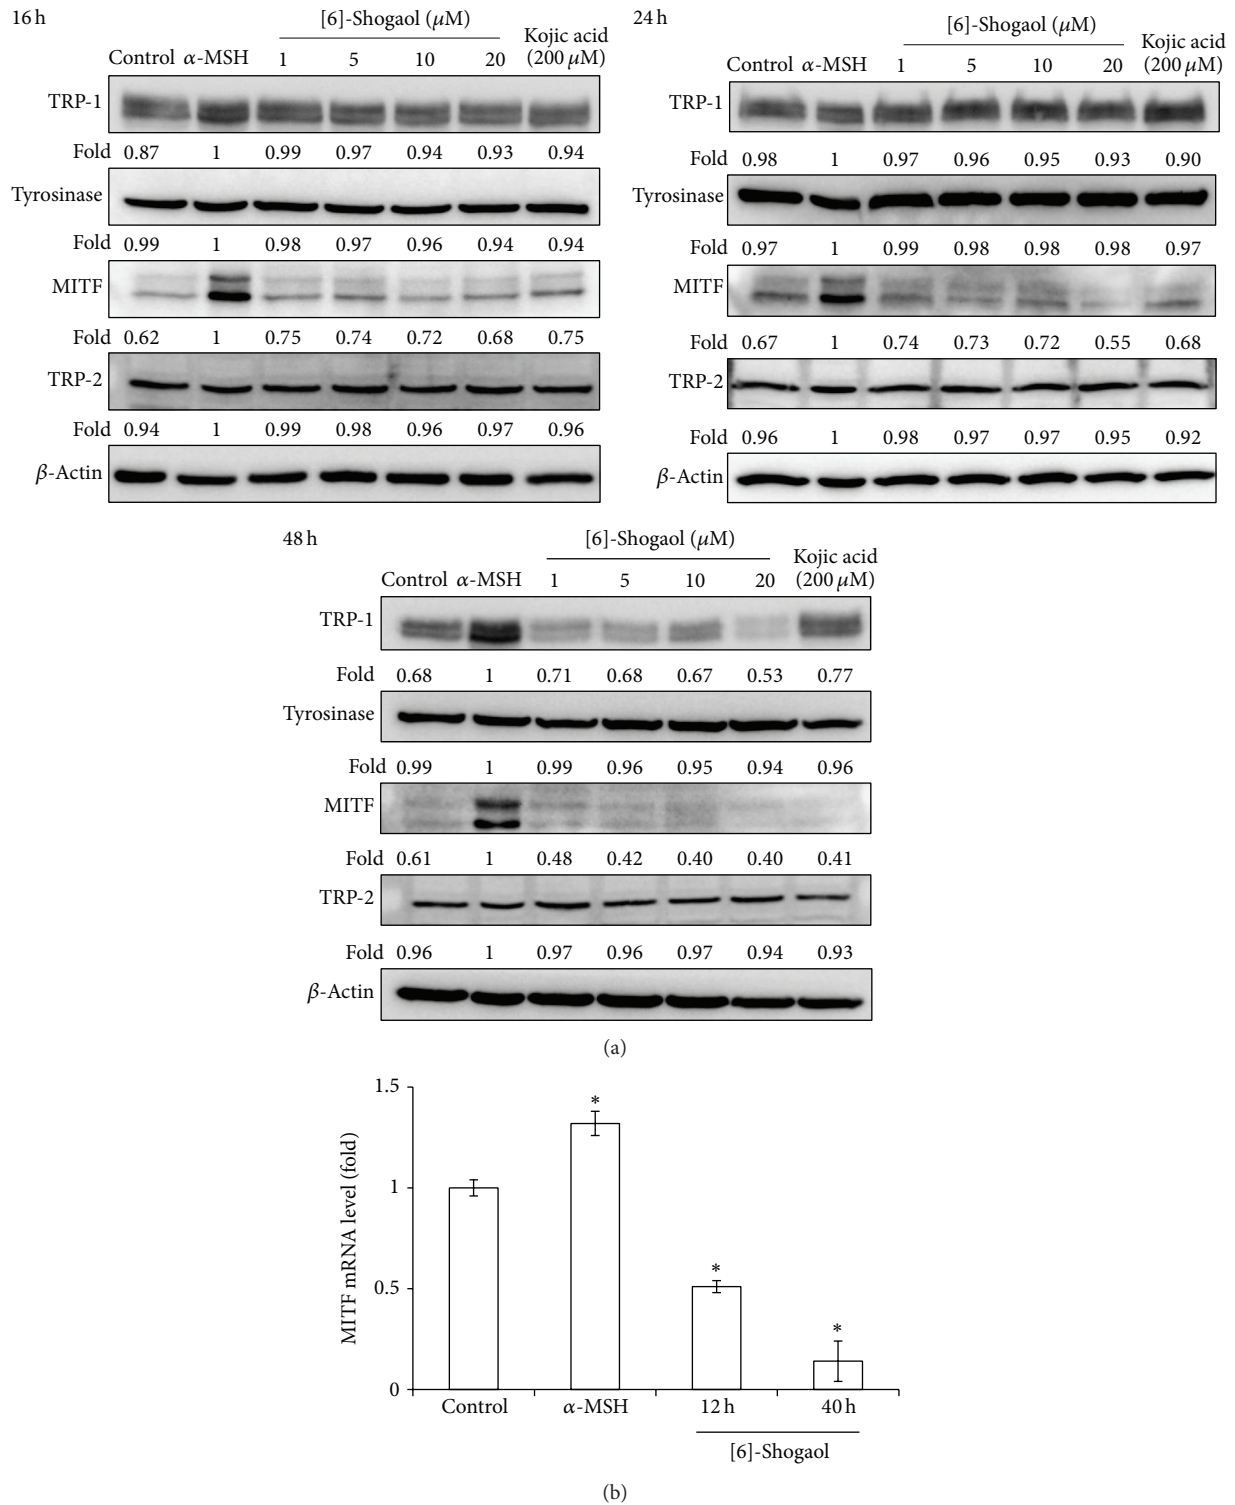 16 h
[6]-Shogaol (μM)
Control α-MSH 1 5 10 20 Kojic acid (200 μM)
TRP-1
Fold 0.87 1 0.99 0.97 0.94 0.93 0.94
Tyrosinase
Fold 0.99 1 0.98 0.97 0.96 0.94 0.94
MITF
Fold 0.62 1 0.75 0.74 0.72 0.68 0.75
TRP-2
Fold 0.94 1 0.99 0.98 0.96 0.97 0.96
β-Actin
24 h
[6]-Shogaol (μM)
Control α-MSH 1 5 10 20 Kojic acid (200 μM)
TRP-1
Fold 0.98 1 0.97 0.96 0.95 0.93 0.90
Tyrosinase
Fold 0.97 1 0.99 0.98 0.98 0.98 0.97
MITF
Fold 0.67 1 0.74 0.73 0.72 0.55 0.68
TRP-2
Fold 0.96 1 0.98 0.97 0.97 0.95 0.92
β-Actin
48 h
[6]-Shogaol (μM)
Control α-MSH 1 5 10 20 Kojic acid (200 μM)
TRP-1
Fold 0.68 1 0.71 0.68 0.67 0.53 0.77
Tyrosinase
Fold 0.99 1 0.99 0.96 0.95 0.94 0.96
MITF
Fold 0.61 1 0.48 0.42 0.40 0.40 0.41
TRP-2
Fold 0.96 1 0.97 0.96 0.97 0.94 0.93
β-Actin
(a)
MITF mRNA level (fold)
1.5
1
0.5
0
*
*
*
Control α-MSH 12 h 40 h
[6]-Shogaol
(b)